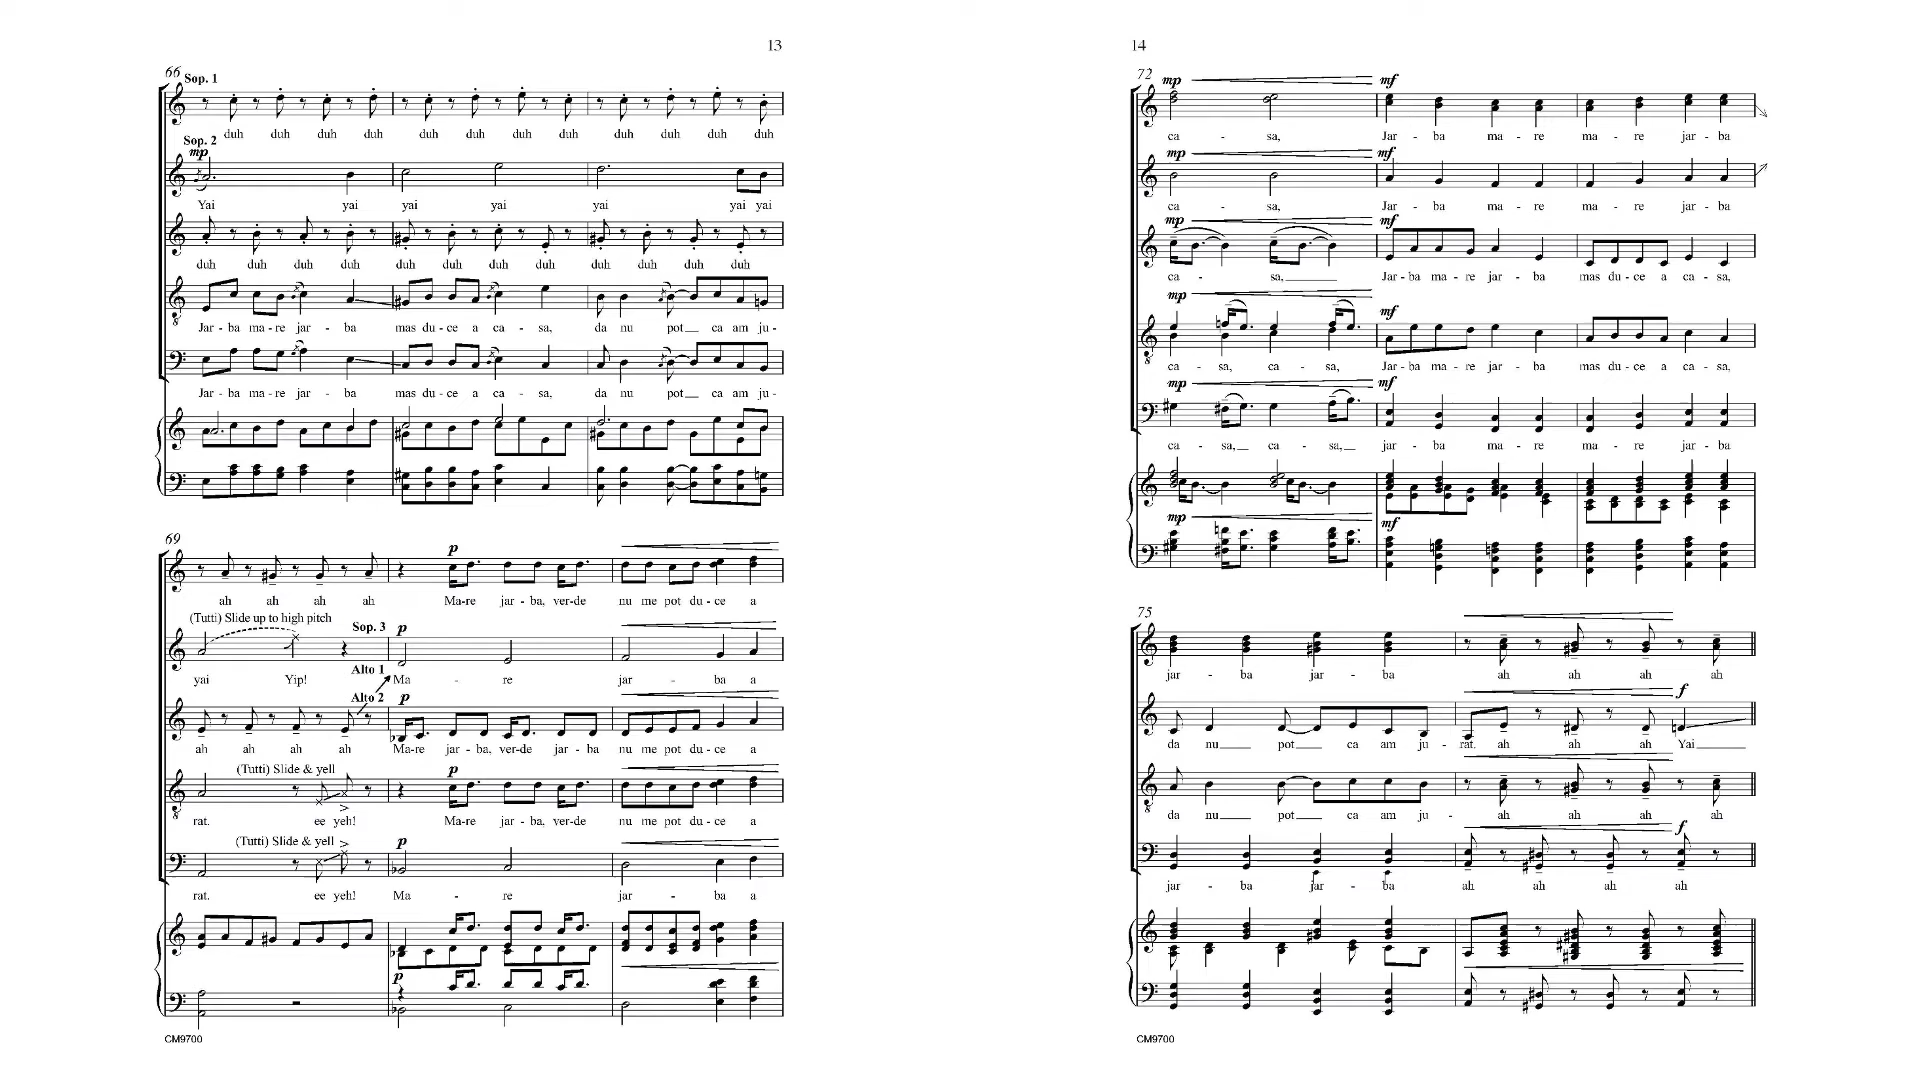 13
66 Sop. 1
duh duh duh duh duh duh duh duh duh duh duh duh
Sop. 2
mp
Yai yai yai yai yai yai yai
duh duh duh duh duh duh duh duh duh duh duh duh
Jar - ba ma - re jar - ba mas du - ce a ca - sa, da nu pot ca am ju -
Jar - ba ma - re jar - ba mas du - ce a ca - sa, da nu pot ca am ju -
69
p
ah ah ah ah Ma-re jar - ba, ver-de nu me pot du - ce a
(Tutti) Slide up to high pitch
Sop. 3 p
yai Yip! Ma - re jar - ba a
Alto 1
Alto 2 p
ah ah ah ah Ma-re jar - ba, ver-de jar - ba nu me pot du - ce a
(Tutti) Slide & yell p
rat. ee yeh! Ma-re jar - ba, ver-de nu me pot du - ce a
(Tutti) Slide & yell p
rat. ee yeh! Ma - re jar - ba a
p
CM9700
14
72 mp mf
ca - sa, Jar - ba ma - re ma - re jar - ba
mp mf
ca - sa, Jar - ba ma - re ma - re jar - ba
mp mf
ca - sa, Jar - ba ma - re jar - ba mas du - ce a ca - sa,
mp mf
ca - sa, ca - sa, Jar - ba ma - re jar - ba mas du - ce a ca - sa,
mp mf
ca - sa, ca - sa, jar - ba ma - re ma - re jar - ba
mp mf
75
jar - ba jar - ba ah ah ah ah
f
da nu pot ca am ju - rat, ah ah ah Yai
da nu pot ca am ju - ah ah ah ah
f
jar - ba jar - ba ah ah ah ah
CM9700